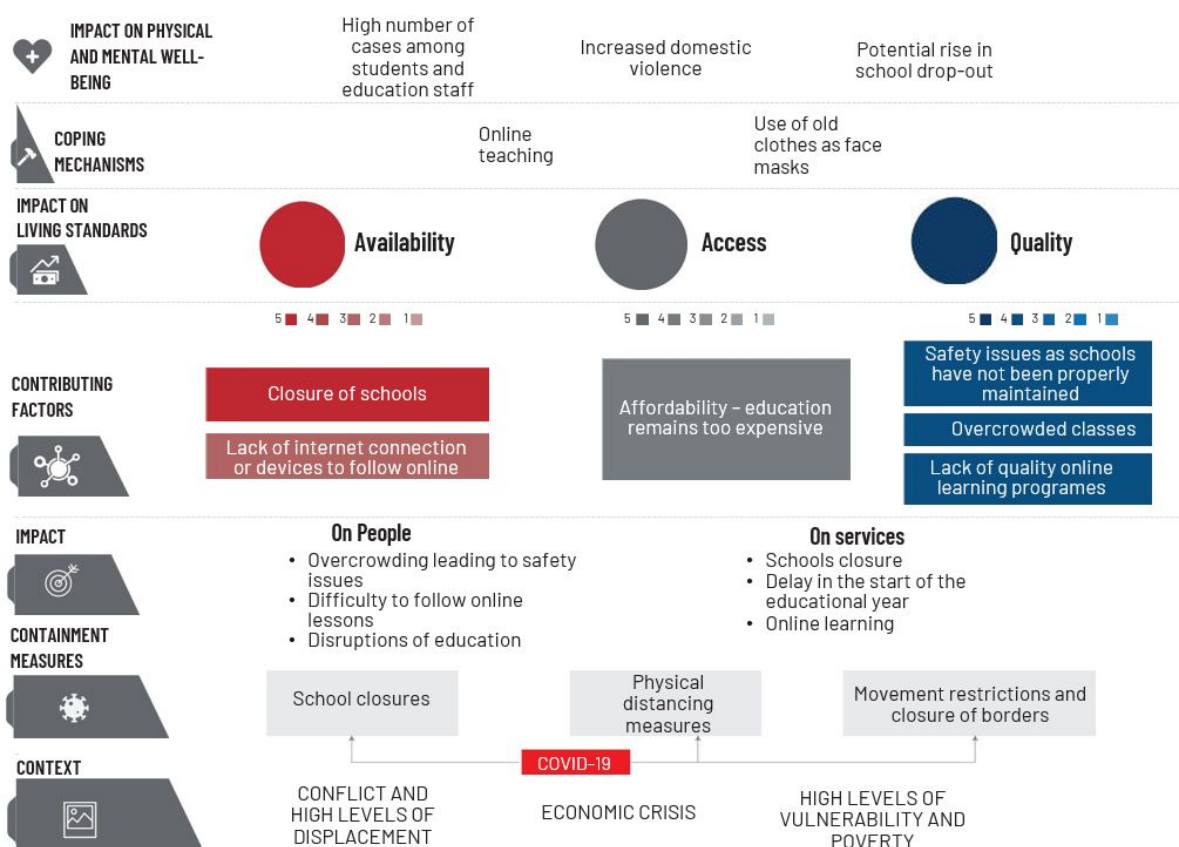 IMPACT ON PHYSICAL
AND MENTAL WELL-
BEING
High number of
cases among
students and
education staff
Increased domestic
violence
Potential rise in
school drop-out
COPING
MECHANISMS
Online
teaching
Use of old
clothes as face
masks
IMPACT ON
LIVING STANDARDS
Availability
Access
Quality
5 4 3 2 1
5 4 3 2 1
5 4 3 2 1
CONTRIBUTING
FACTORS
Closure of schools
Lack of internet connection
or devices to follow online
Affordability – education
remains too expensive
Safety issues as schools
have not been properly
maintained
Overcrowded classes
Lack of quality online
learning programes
IMPACT
On People
• Overcrowding leading to safety
issues
• Difficulty to follow online
lessons
• Disruptions of education
On services
• Schools closure
• Delay in the start of the
educational year
• Online learning
CONTAINMENT
MEASURES
School closures
Physical
distancing
measures
Movement restrictions and
closure of borders
COVID-19
CONTEXT
CONFLICT AND
HIGH LEVELS OF
DISPLACEMENT
ECONOMIC CRISIS
HIGH LEVELS OF
VULNERABILITY AND
POVERTY